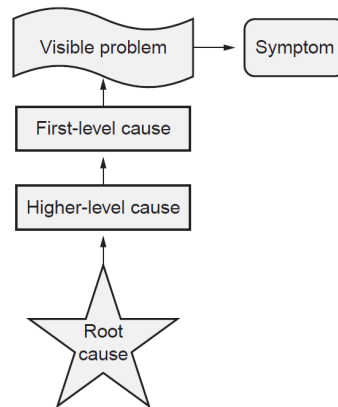 Visible problem
Symptom
First-level cause
Higher-level cause
Root
cause